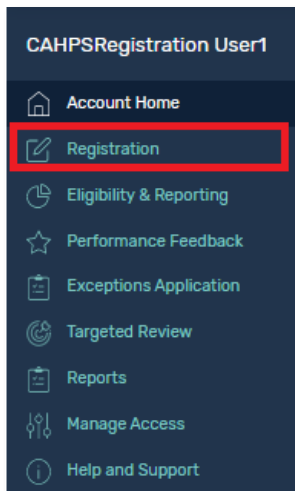 CAHPSRegistration User1
Account Home
Registration
Eligibility & Reporting
Performance Feedback
Exceptions Application
Targeted Review
Reports
Manage Access
Help and Support